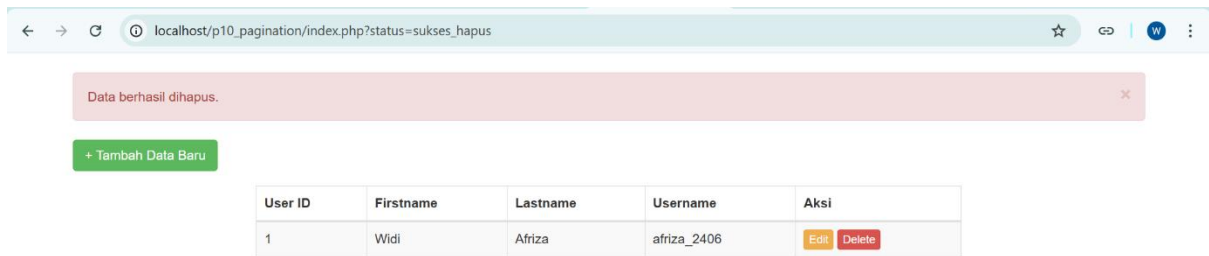 localhost/p10_pagination/index.php?status=sukses_hapus
W
Data berhasil dihapus.
×
+ Tambah Data Baru
User ID Firstname Lastname Username Aksi
1 Widi Afriza afriza_2406 Edit Delete